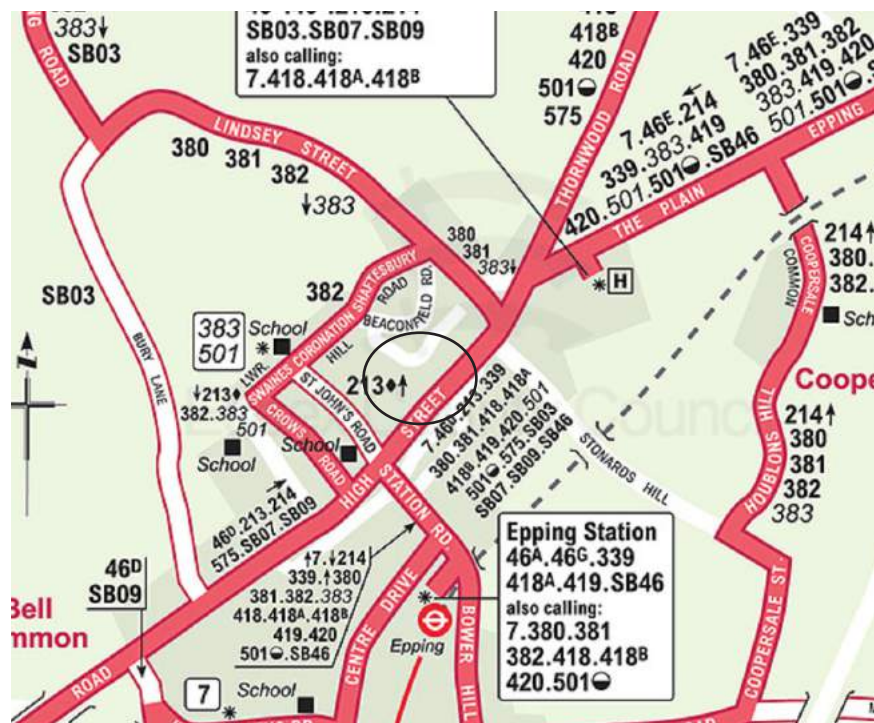 383↓
SB03
NG ROAD
SB03.SB07.SB09
also calling:
7.418.418A.418B
418B
420
501
575
THORNWOOD ROAD
7.46E.339
380.381.382
383.419.420
501.501
7.46E.214
339.383.419
420.501.501.SB46
EPPING
THE PLAIN
LINDSEY STREET
380
381
382
↓383
380
381
383↓
H
214↑
380.
382.
COOPERSALE
COMMON
Sch
SB03
BURY LANE
382
SHAFTESBURY
ROAD
BEACONFIELD RD.
CORONATION HILL
383
501
School
LWR. SWAINES
213♦↑
ST JOHN'S ROAD
↓213♦
382.383
501
School
School
CROWS ROAD
HIGH STREET
7.46D.213.339
380.381.418.418A
418B.419.420.501
501.575.SB03
SB07.SB09.SB46
Council
STONARDS HILL
Coope
HOUBLONS HILL
214↑
380
381
382
383
46D.213.214
575.SB07.SB09
STATION RD.
46D
SB09
↑7.↓214
339.↑380
381.382.383
418.418A.418B
419.420
501.SB46
Epping Station
46A.46G.339
418A.419.SB46
also calling:
7.380.381
382.418.418B
420.501
Bell
mmon
CENTRE DRIVE
Epping
BOWER HILL
COOPERSALE ST.
ROAD
7
School